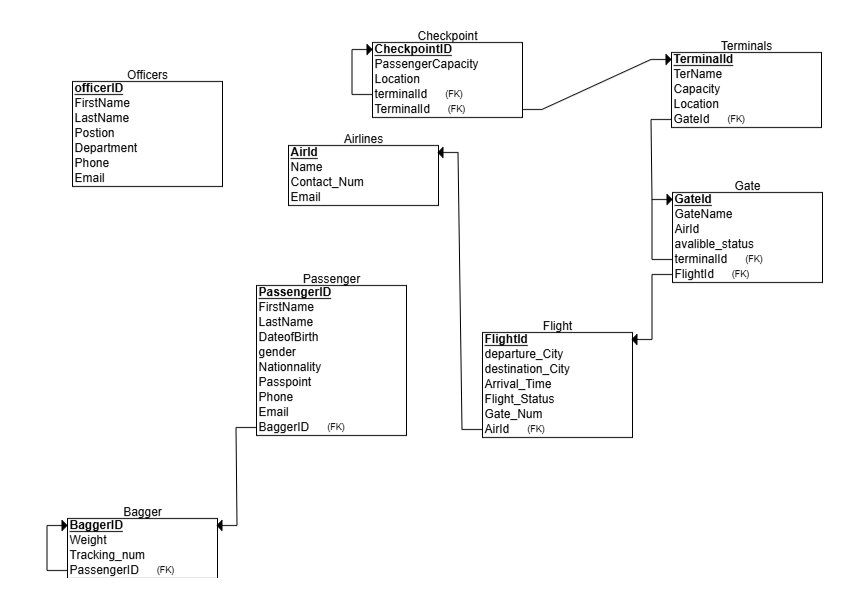 Checkpoint
CheckpointID
PassengerCapacity
Location
terminalId (FK)
TerminalId (FK)
Terminals
TerminalId
TerName
Capacity
Location
GateId (FK)
Officers
officerID
FirstName
LastName
Postion
Department
Phone
Email
Airlines
AirId
Name
Contact_Num
Email
Gate
GateId
GateName
AirId
avalible_status
terminalId (FK)
FlightId (FK)
Passenger
PassengerID
FirstName
LastName
DateofBirth
gender
Nationnality
Passpoint
Phone
Email
BaggerID (FK)
Flight
FlightId
departure_City
destination_City
Arrival_Time
Flight_Status
Gate_Num
AirId (FK)
Bagger
BaggerID
Weight
Tracking_num
PassengerID (FK)